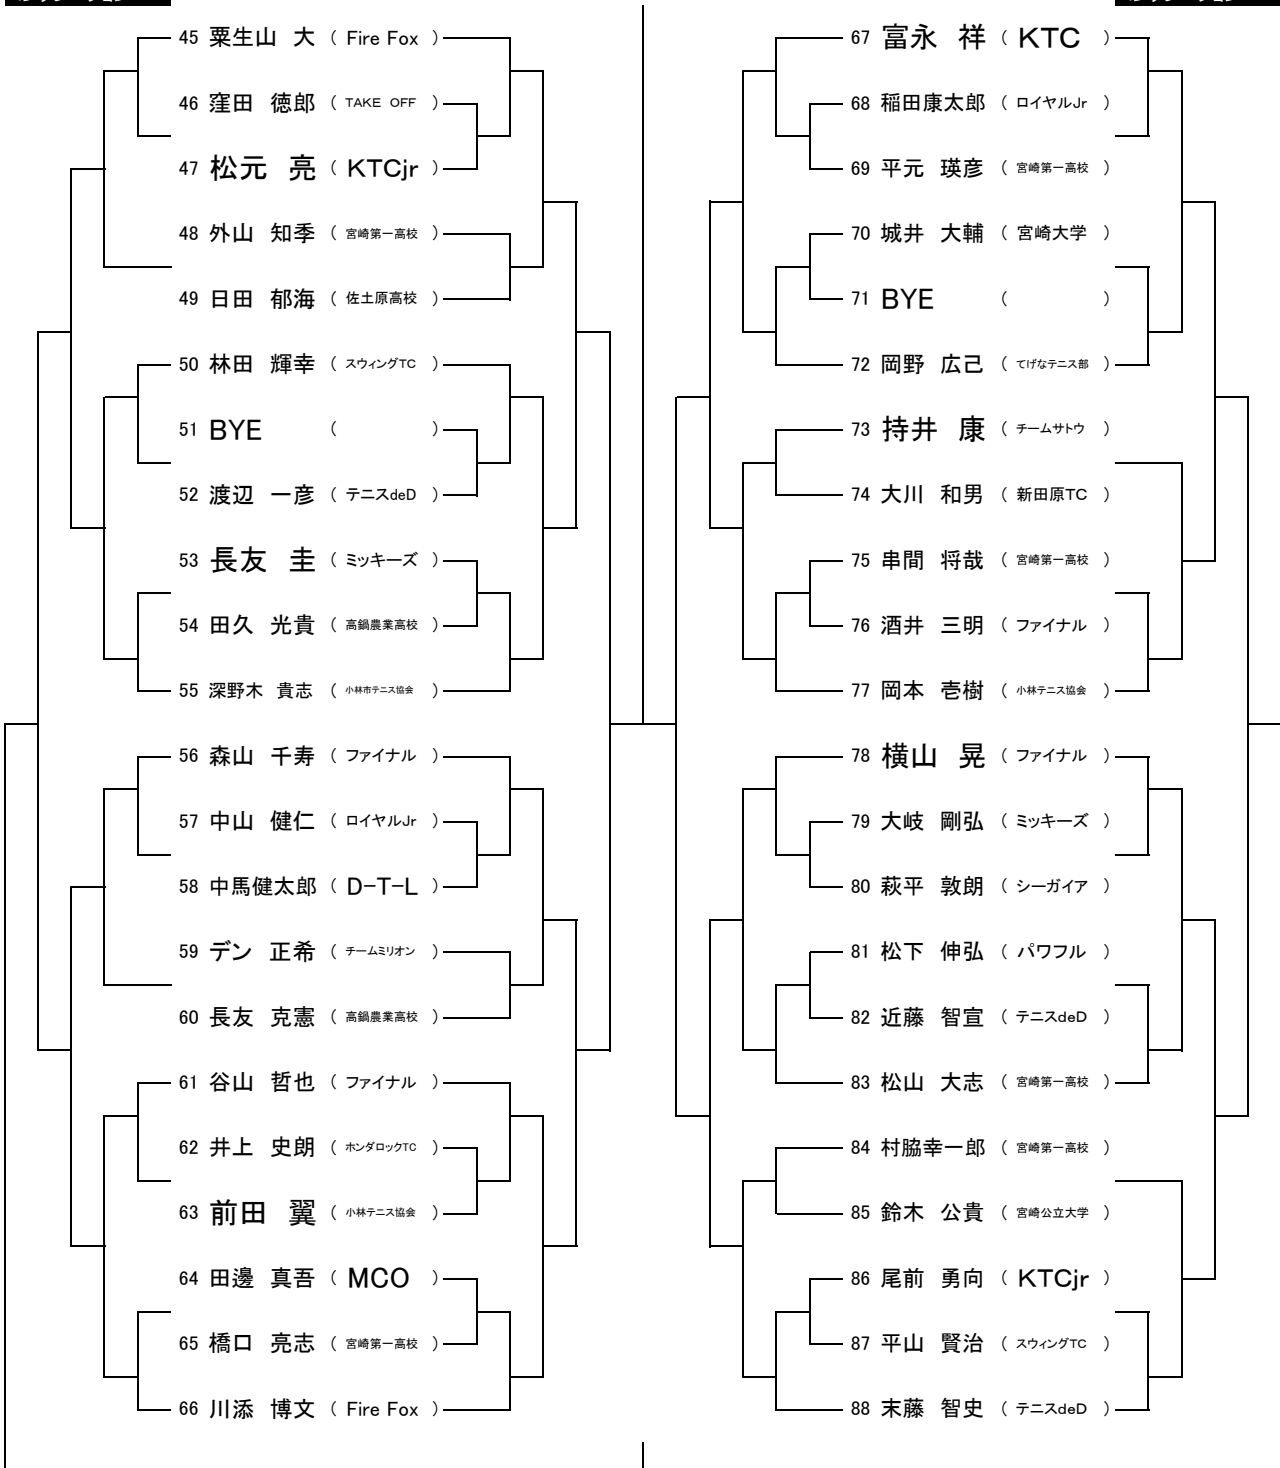 45 粟生山 大 ( Fire Fox )
46 窪田 徳郎 ( TAKE OFF )
47 松元 亮 ( KTCjr )
48 外山 知季 ( 宮崎第一高校 )
49 日田 郁海 ( 佐土原高校 )
50 林田 輝幸 ( スウィングTC )
51 BYE ( )
52 渡辺 一彦 ( テニスdeD )
53 長友 圭 ( ミッキーズ )
54 田久 光貴 ( 高鍋農業高校 )
55 深野木 貴志 ( 小林市テニス協会 )
56 森山 千寿 ( ファイナル )
57 中山 健仁 ( ロイヤルJr )
58 中馬健太郎 ( D-T-L )
59 デン 正希 ( チームミリオン )
60 長友 克憲 ( 高鍋農業高校 )
61 谷山 哲也 ( ファイナル )
62 井上 史朗 ( ホンダロックTC )
63 前田 翼 ( 小林テニス協会 )
64 田邊 真吾 ( MCO )
65 橋口 亮志 ( 宮崎第一高校 )
66 川添 博文 ( Fire Fox )
67 富永 祥 ( KTC )
68 稲田康太郎 ( ロイヤルJr )
69 平元 瑛彦 ( 宮崎第一高校 )
70 城井 大輔 ( 宮崎大学 )
71 BYE ( )
72 岡野 広己 ( てげなテニス部 )
73 持井 康 ( チームサトウ )
74 大川 和男 ( 新田原TC )
75 串間 将哉 ( 宮崎第一高校 )
76 酒井 三明 ( ファイナル )
77 岡本 壱樹 ( 小林テニス協会 )
78 横山 晃 ( ファイナル )
79 大岐 剛弘 ( ミッキーズ )
80 萩平 敦朗 ( シーガイア )
81 松下 伸弘 ( パワフル )
82 近藤 智宣 ( テニスdeD )
83 松山 大志 ( 宮崎第一高校 )
84 村脇幸一郎 ( 宮崎第一高校 )
85 鈴木 公貴 ( 宮崎公立大学 )
86 尾前 勇向 ( KTCjr )
87 平山 賢治 ( スウィングTC )
88 末藤 智史 ( テニスdeD )